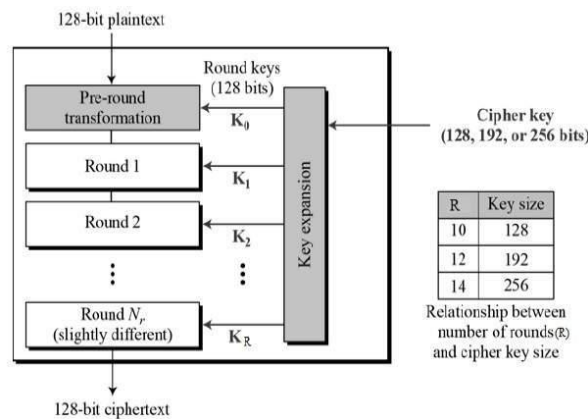 128-bit plaintext
Round keys
(128 bits)
Pre-round
transformation
K0
Cipher key
(128, 192, or 256 bits)
Round 1
K1
Round 2
K2
Key expansion
R Key size
10 128
12 192
14 256
Round Nr
(slightly different)
KR
Relationship between
number of rounds(R)
and cipher key size
128-bit ciphertext